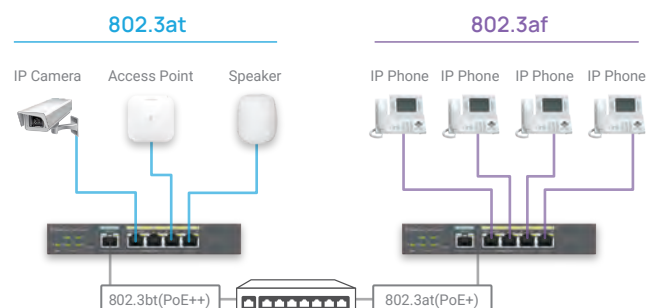 802.3at
802.3af
IP Camera Access Point Speaker
IP Phone IP Phone IP Phone IP Phone
802.3bt(PoE++)
802.3at(PoE+)